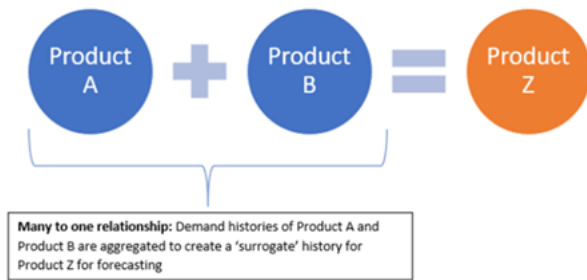 Product
A
Product
B
Product
Z
Many to one relationship: Demand histories of Product A and
Product B are aggregated to create a ‘surrogate’ history for
Product Z for forecasting